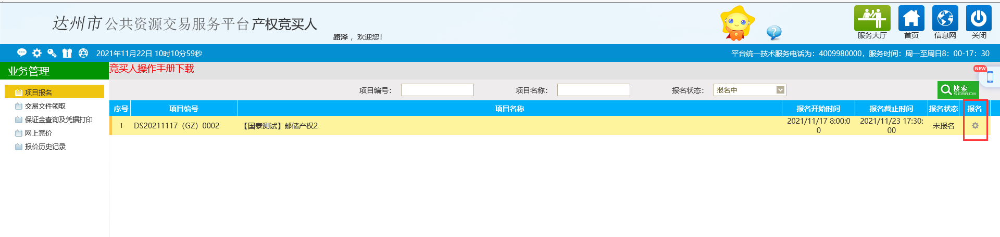 达州市 公共资源交易服务平台 产权竞买人
路泽 ，欢迎您！
服务大厅 首页 信息网 关闭
2021年11月22日 10时10分59秒
平台统一技术服务电话为：4009980000，服务时间：周一至周日8：00-17：30
业务管理
竞买人操作手册下载
NEW
项目编号：
项目名称：
报名状态： 报名中
搜索
SEARCH
项目报名
交易文件领取
保证金查询及凭据打印
网上竞价
报价历史记录
序号 项目编号 项目名称 报名开始时间 报名截止时间 报名状态 报名
1 DS20211117（GZ）0002 【国泰测试】邮储产权2 2021/11/17 8:00:0 2021/11/23 17:30: 未报名
0 00